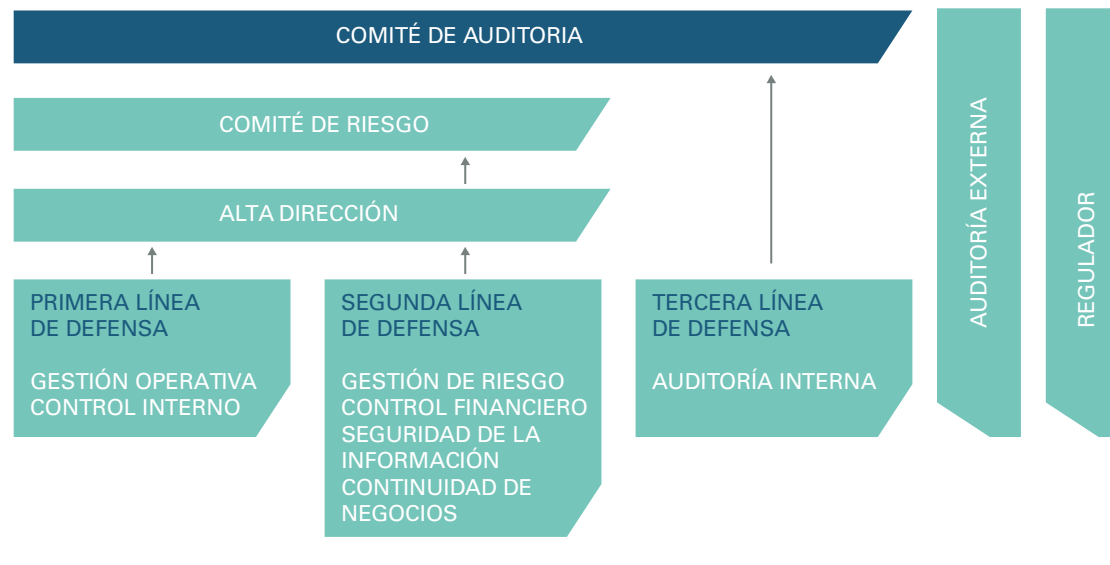 COMITÉ DE AUDITORIA
COMITÉ DE RIESGO
ALTA DIRECCIÓN
PRIMERA LÍNEA
DE DEFENSA
GESTIÓN OPERATIVA
CONTROL INTERNO
SEGUNDA LÍNEA
DE DEFENSA
GESTIÓN DE RIESGO
CONTROL FINANCIERO
SEGURIDAD DE LA
INFORMACIÓN
CONTINUIDAD DE
NEGOCIOS
TERCERA LÍNEA
DE DEFENSA
AUDITORÍA INTERNA
AUDITORÍA EXTERNA
REGULADOR